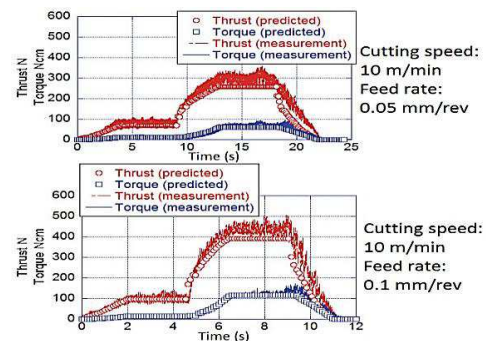 Thrust (predicted)
Torque (predicted)
Thrust (measurement)
Torque (measurement)
Thrust N
Torque Ncm
600
500
400
300
200
100
0
0
5
10
15
20
25
Time (s)
Cutting speed:
10 m/min
Feed rate:
0.05 mm/rev
Thrust (predicted)
Torque (predicted)
Thrust (measurement)
Torque (measurement)
Thrust N
Torque Ncm
600
500
400
300
200
100
0
0
2
4
6
8
10
12
Time (s)
Cutting speed:
10 m/min
Feed rate:
0.1 mm/rev